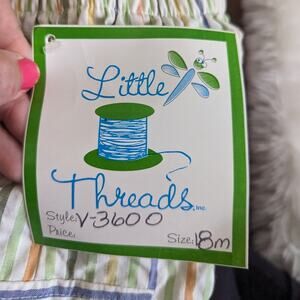 Little
Threads, Inc.
Style: V-3600
Price:
Size: 18m